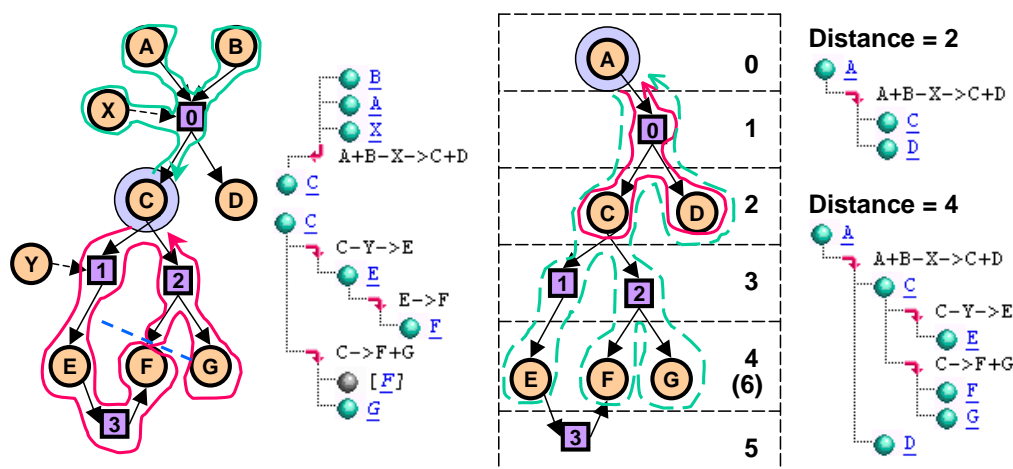 A
B
X
0
C
D
Y
1
2
E
F
G
3
B
A
X
A+B-X->C+D
C
C
C-Y->E
E
E->F
F
C->F+G
[F]
G
A
0
0
1
C
D
2
1
2
3
E
F
G
4
(6)
3
5
Distance = 2
A
A+B-X->C+D
C
D
Distance = 4
A
A+B-X->C+D
C
C-Y->E
E
C->F+G
F
G
D